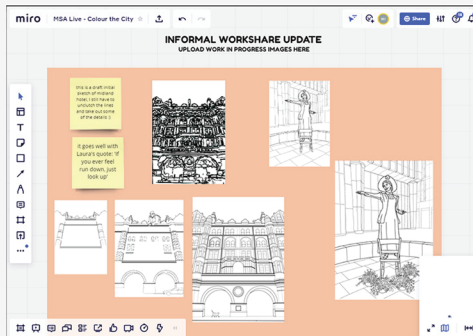 miro
MSA Live - Colour the City
Share
INFORMAL WORKSHARE UPDATE
UPLOAD WORK IN PROGRESS IMAGES HERE
this is a draft initial
sketch of midland
hotel, I still have to
unclutch the lines
and take out some
of the details :)
it goes well with
Laura's quote: 'if
you ever feel
run down, just
look up'